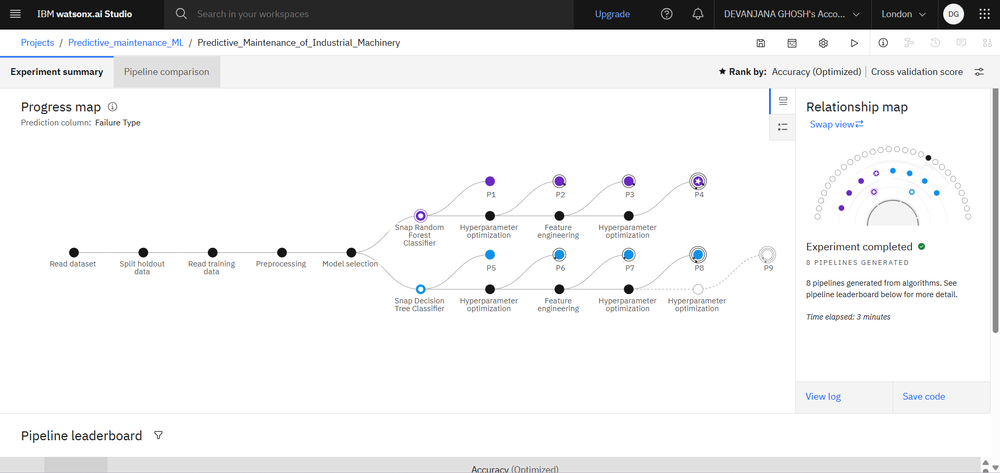 IBM watsonx.ai Studio
Search in your workspaces
Upgrade
DEVANJANA GHOSH's Acco...
London
DG
Projects / Predictive_maintenance_ML / Predictive_Maintenance_of_Industrial_Machinery
Experiment summary
Pipeline comparison
Rank by: Accuracy (Optimized) | Cross validation score
Progress map
Prediction column: Failure Type
P1
P2
P3
P4
Snap Random
Forest
Classifier
Hyperparameter
optimization
Feature
engineering
Hyperparameter
optimization
Read dataset
Split holdout
data
Read training
data
Preprocessing
Model selection
P5
P6
P7
P8
P9
Snap Decision
Tree Classifier
Hyperparameter
optimization
Feature
engineering
Hyperparameter
optimization
Hyperparameter
optimization
Relationship map
Swap view
Experiment completed
8 PIPELINES GENERATED
8 pipelines generated from algorithms. See
pipeline leaderboard below for more detail.
Time elapsed: 3 minutes
View log
Save code
Pipeline leaderboard
Accuracy (Optimized)